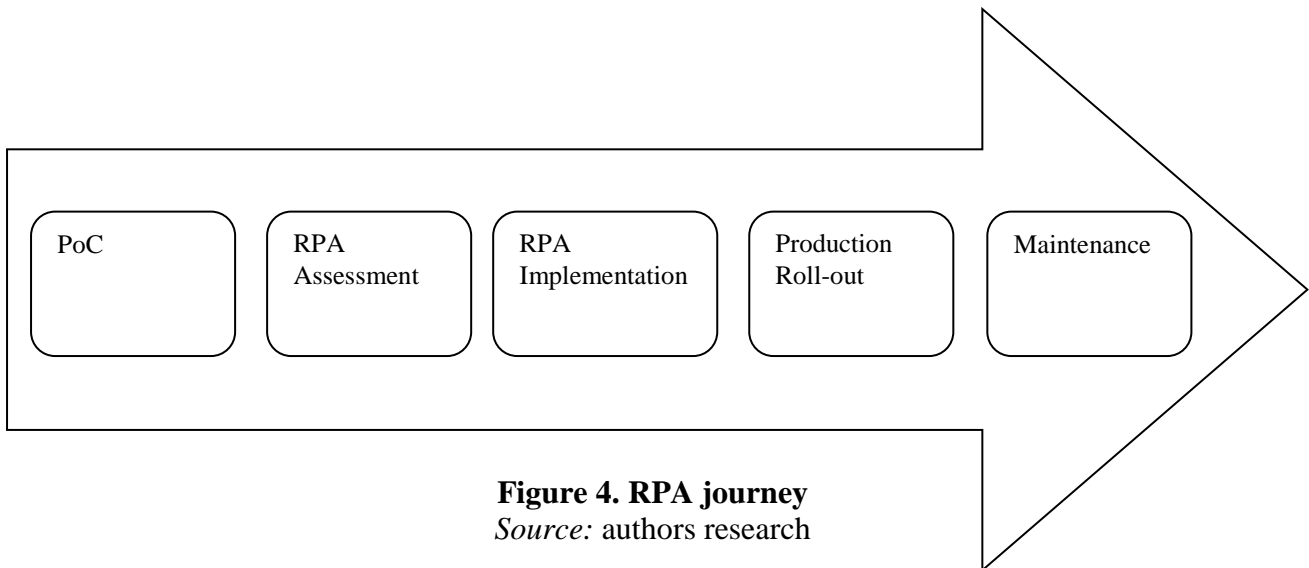 PoC
RPA
Assessment
RPA
Implementation
Production
Roll-out
Maintenance
Figure 4. RPA journey
Source: authors research